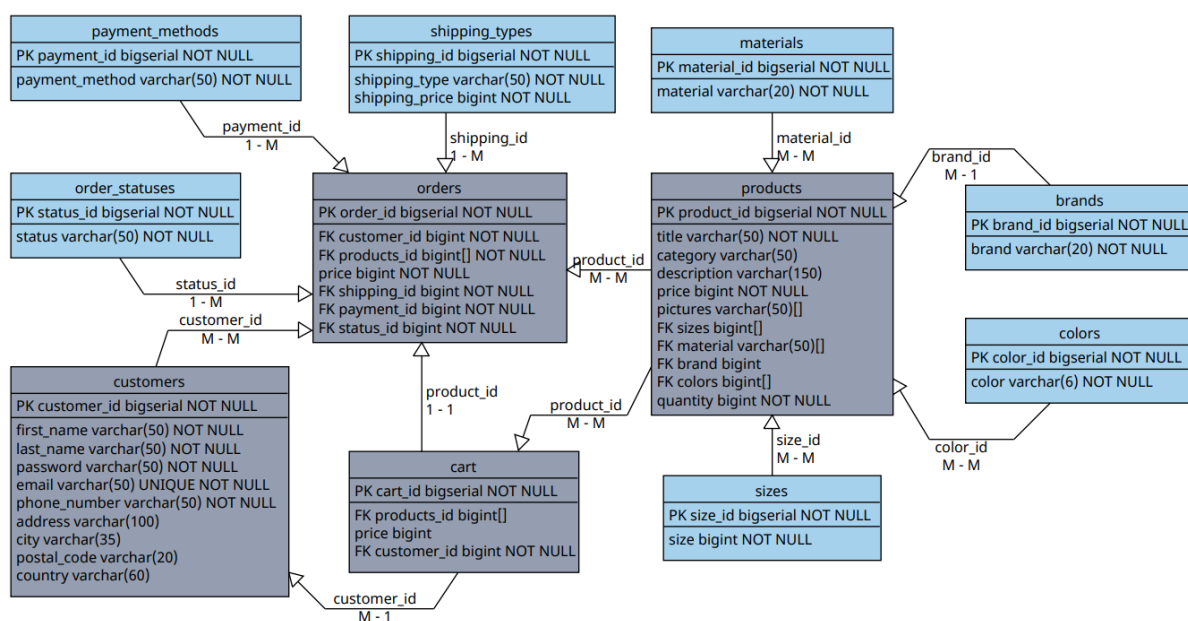 payment_methods
PK payment_id bigserial NOT NULL
payment_method varchar(50) NOT NULL
shipping_types
PK shipping_id bigserial NOT NULL
shipping_type varchar(50) NOT NULL
shipping_price bigint NOT NULL
materials
PK material_id bigserial NOT NULL
material varchar(20) NOT NULL
payment_id
1 - M
shipping_id
1 - M
material_id
M - M
brand_id
M - 1
order_statuses
PK status_id bigserial NOT NULL
status varchar(50) NOT NULL
orders
PK order_id bigserial NOT NULL
FK customer_id bigint NOT NULL
FK products_id bigint[] NOT NULL
price bigint NOT NULL
FK shipping_id bigint NOT NULL
FK payment_id bigint NOT NULL
FK status_id bigint NOT NULL
products
PK product_id bigserial NOT NULL
title varchar(50) NOT NULL
category varchar(50)
description varchar(150)
price bigint NOT NULL
pictures varchar(50)[]
FK sizes bigint[]
FK material varchar(50)[]
FK brand bigint
FK colors bigint[]
quantity bigint NOT NULL
brands
PK brand_id bigserial NOT NULL
brand varchar(20) NOT NULL
product_id
M - M
status_id
1 - M
customer_id
M - M
colors
PK color_id bigserial NOT NULL
color varchar(6) NOT NULL
customers
PK customer_id bigserial NOT NULL
first_name varchar(50) NOT NULL
last_name varchar(50) NOT NULL
password varchar(50) NOT NULL
email varchar(50) UNIQUE NOT NULL
phone_number varchar(50) NOT NULL
address varchar(100)
city varchar(35)
postal_code varchar(20)
country varchar(60)
product_id
1 - 1
product_id
M - M
size_id
M - M
color_id
M - M
cart
PK cart_id bigserial NOT NULL
FK products_id bigint[]
price bigint
FK customer_id bigint NOT NULL
sizes
PK size_id bigserial NOT NULL
size bigint NOT NULL
customer_id
M - 1